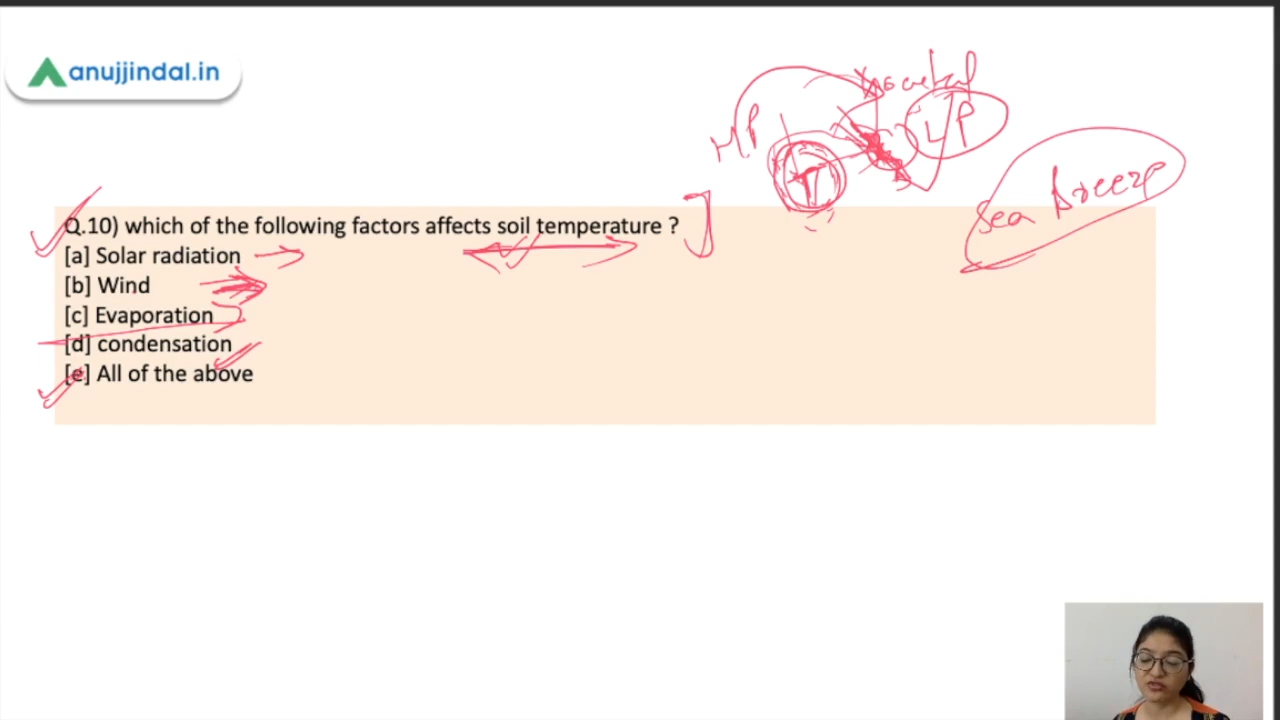 anujjindal.in
H.P
LP
T
Sea Breeze
Q.10) which of the following factors affects soil temperature ?
[a] Solar radiation
[b] Wind
[c] Evaporation
[d] condensation
[e] All of the above